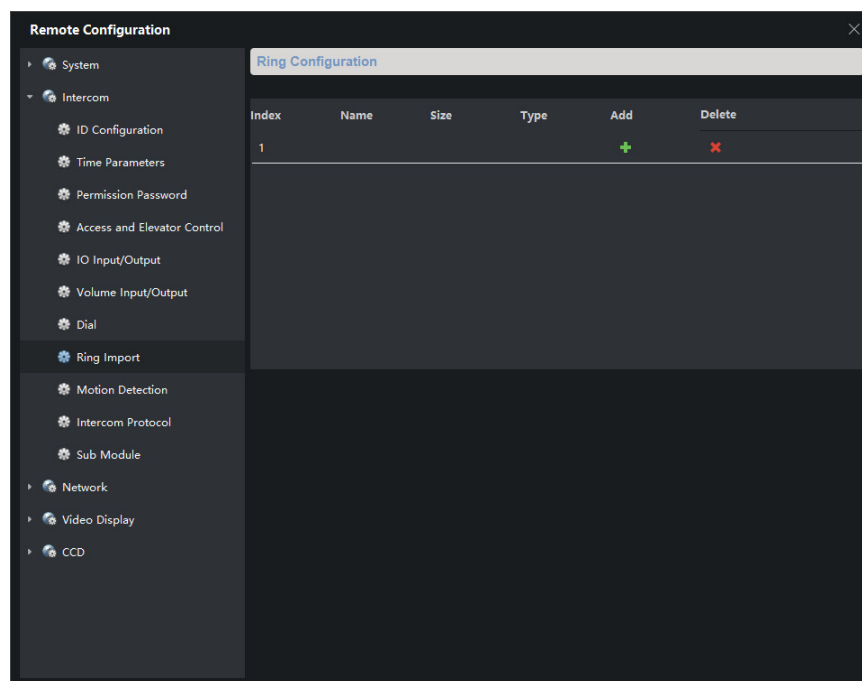 Remote Configuration
System
Intercom
ID Configuration
Time Parameters
Permission Password
Access and Elevator Control
IO Input/Output
Volume Input/Output
Dial
Ring Import
Motion Detection
Intercom Protocol
Sub Module
Network
Video Display
CCD
Ring Configuration
Index Name Size Type Add Delete
1